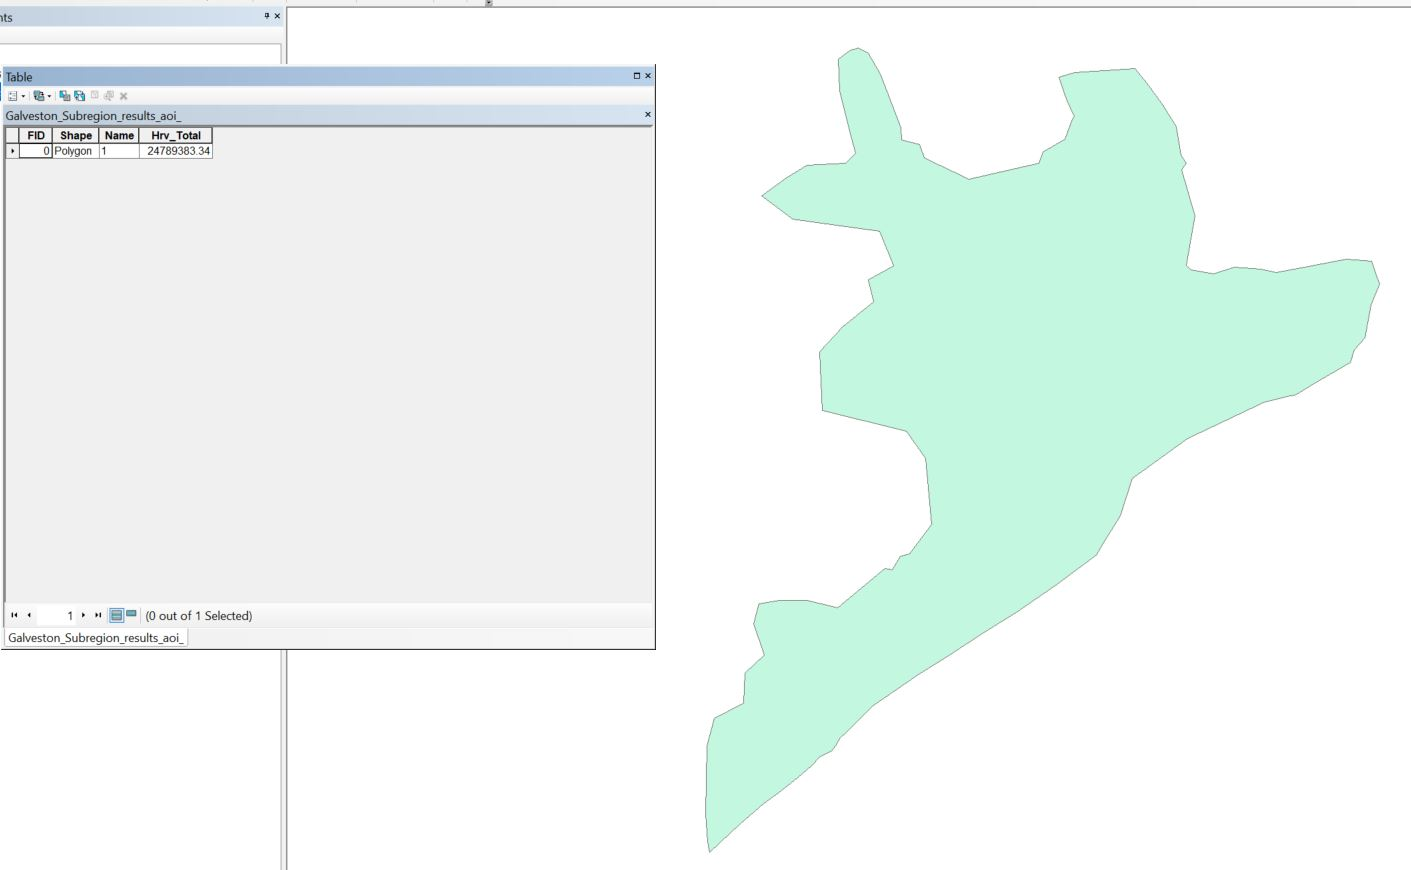 nts
Table
Galveston_Subregion_results_aoi_
FID Shape Name Hrv_Total
0 Polygon 1 24789383.34
1 (0 out of 1 Selected)
Galveston_Subregion_results_aoi_